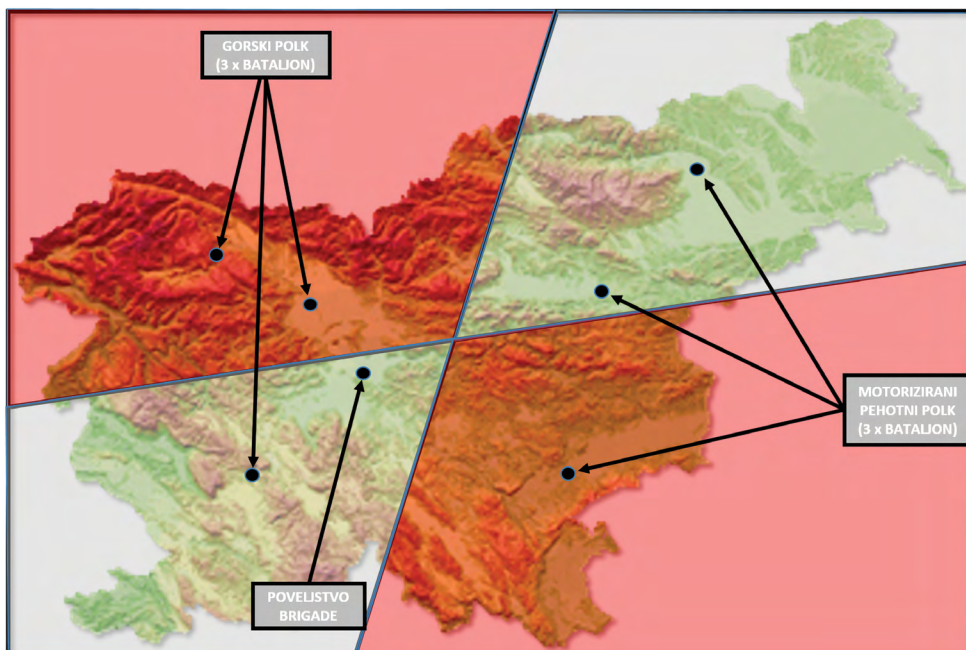 GORSKI POLK
(3 x BATALJON)
MOTORIZIRANI
PEHOTNI POLK
(3 x BATALJON)
POVELJSTVO
BRIGADE